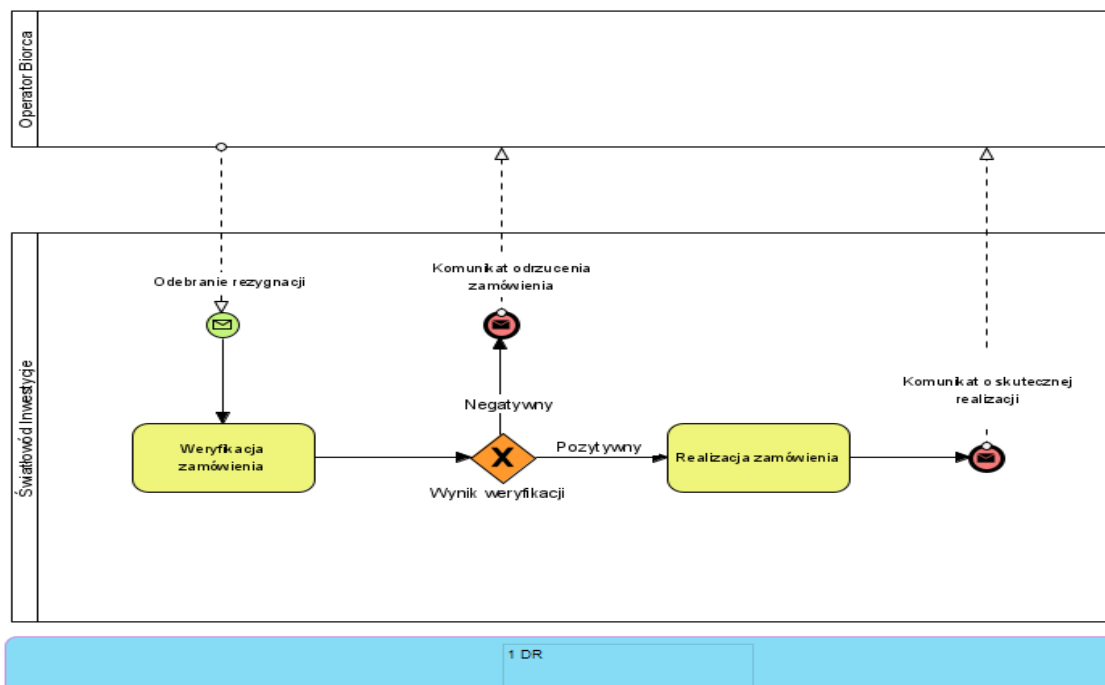 Operator Biorca
Światłowód Inwestycje
Odebranie rezygnacji
Komunikat odrzucenia
zamówienia
Komunikat o skutecznej
realizacji
Negatywny
Weryfikacja
zamówienia
Pozytywny
Realizacja zamówienia
Wynik weryfikacji
1 DR